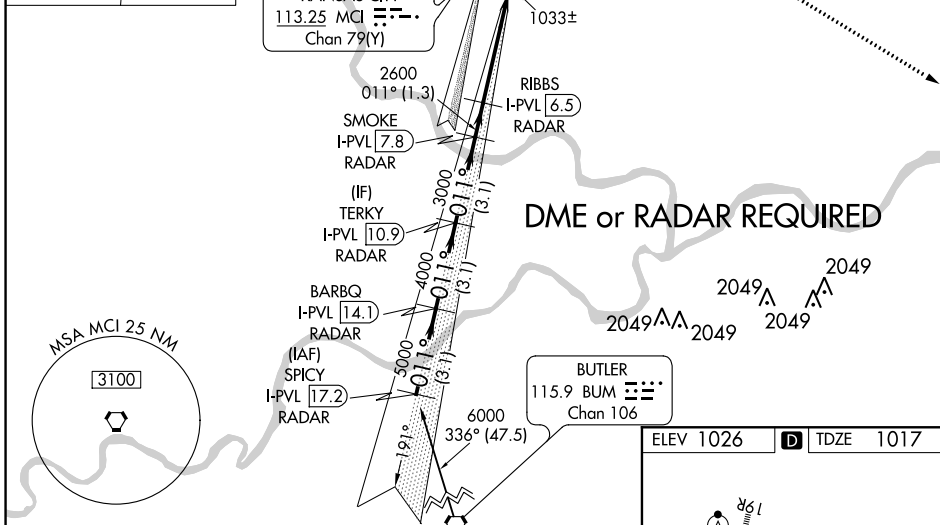 113.25 MCI
Chan 79(Y)
1033±
2600
011° (1.3)
RIBBS
I-PVL 6.5
RADAR
SMOKE
I-PVL 7.8
RADAR
3000
011°
(3.1)
(IF)
TERKY
I-PVL 10.9
RADAR
DME or RADAR REQUIRED
4000
011°
(3.1)
BARBQ
I-PVL 14.1
RADAR
2049
2049
2049
2049
2049
MSA MCI 25 NM
3100
5000
011°
(3.1)
(IAF)
SPICY
I-PVL 17.2
RADAR
BUTLER
115.9 BUM
Chan 106
6000
336° (47.5)
191°
ELEV 1026
D
TDZE 1017
19R
A